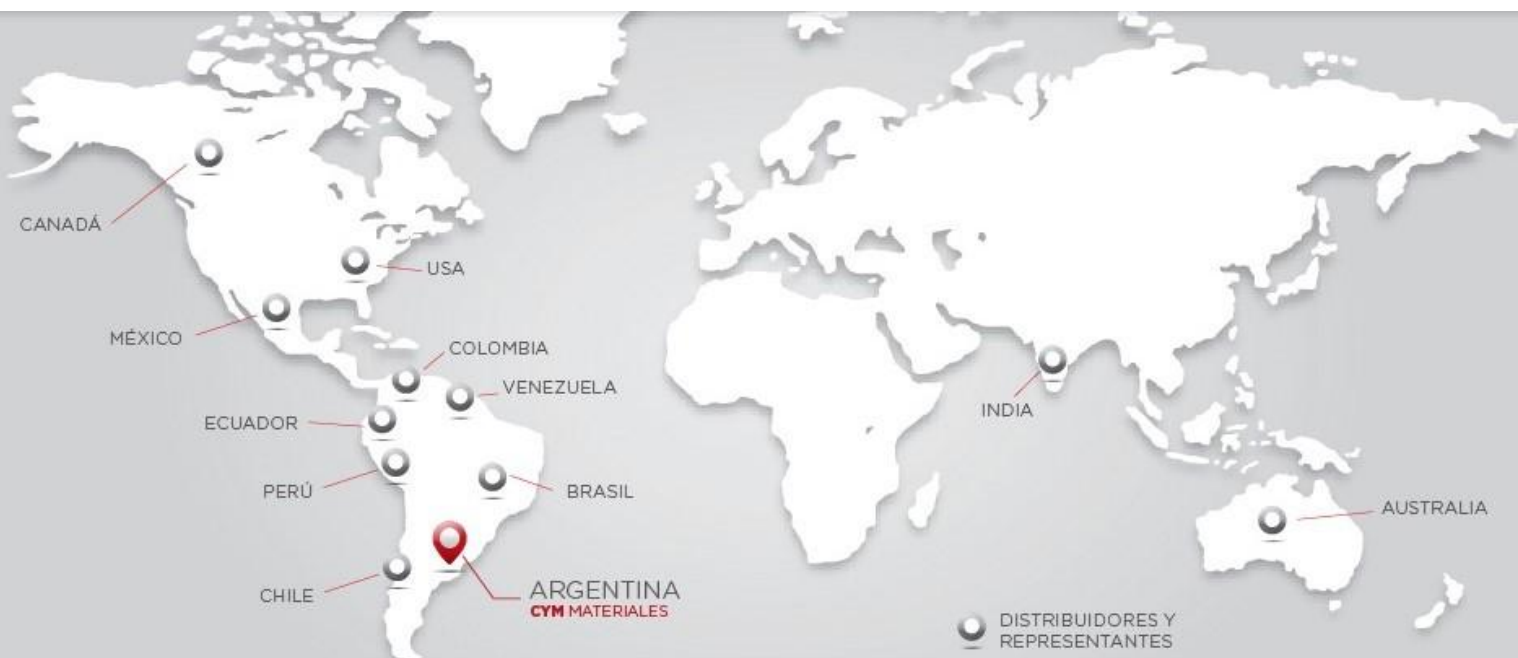 CANADÁ
USA
MÉXICO
COLOMBIA
VENEZUELA
ECUADOR
INDIA
PERÚ
BRASIL
AUSTRALIA
CHILE
ARGENTINA
CYM MATERIALES
DISTRIBUIDORES Y
REPRESENTANTES